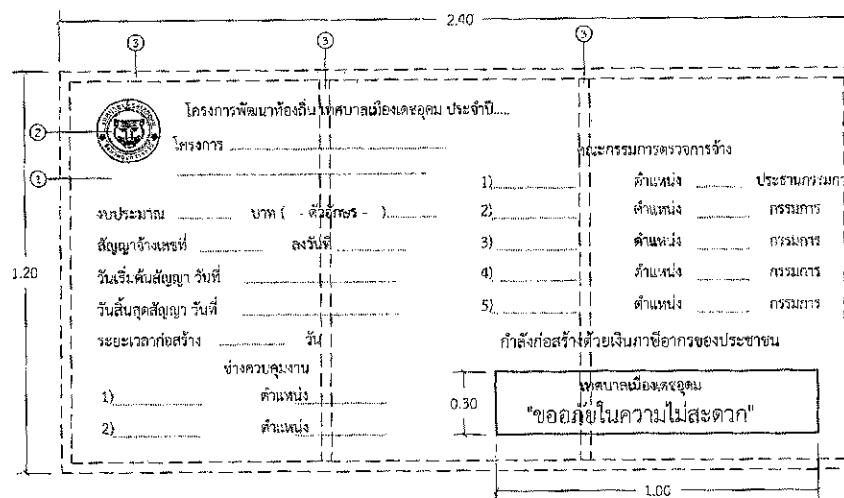 2.40
③ ③ ③
โครงการพัฒนาท้องถิ่น เทศบาลเมืองเดชอุดม ประจำปี.....
②
โครงการ
คณะกรรมการตรวจการจ้าง
①
1) ตำแหน่ง ประธานกรรมการ
งบประมาณ บาท ( - ตัวอักษร - )
2) ตำแหน่ง กรรมการ
สัญญาจ้างเลขที่ ลงวันที่
3) ตำแหน่ง กรรมการ
1.20
วันเริ่มต้นสัญญา วันที่
4) ตำแหน่ง กรรมการ
วันสิ้นสุดสัญญา วันที่
5) ตำแหน่ง กรรมการ
ระยะเวลาก่อสร้าง วัน
กำลังก่อสร้างด้วยเงินภาษีอากรของประชาชน
ช่างควบคุมงาน
1) ตำแหน่ง
2) ตำแหน่ง
0.30
เทศบาลเมืองเดชอุดม
"ขออภัยในความไม่สะดวก"
1.00